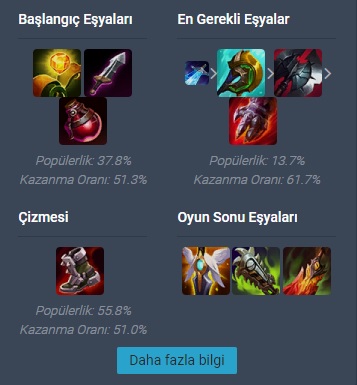 Başlangıç Eşyaları
En Gerekli Eşyalar
Popülerlik: 37.8%
Kazanma Oranı: 51.3%
Popülerlik: 13.7%
Kazanma Oranı: 61.7%
Çizmesi
Oyun Sonu Eşyaları
Popülerlik: 55.8%
Kazanma Oranı: 51.0%
Daha fazla bilgi